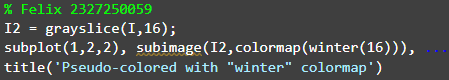 % Felix 2327250059
I2 = grayslice(I,16);
subplot(1,2,2), subimage(I2,colormap(winter(16))), ...
title('Pseudo-colored with "winter" colormap')